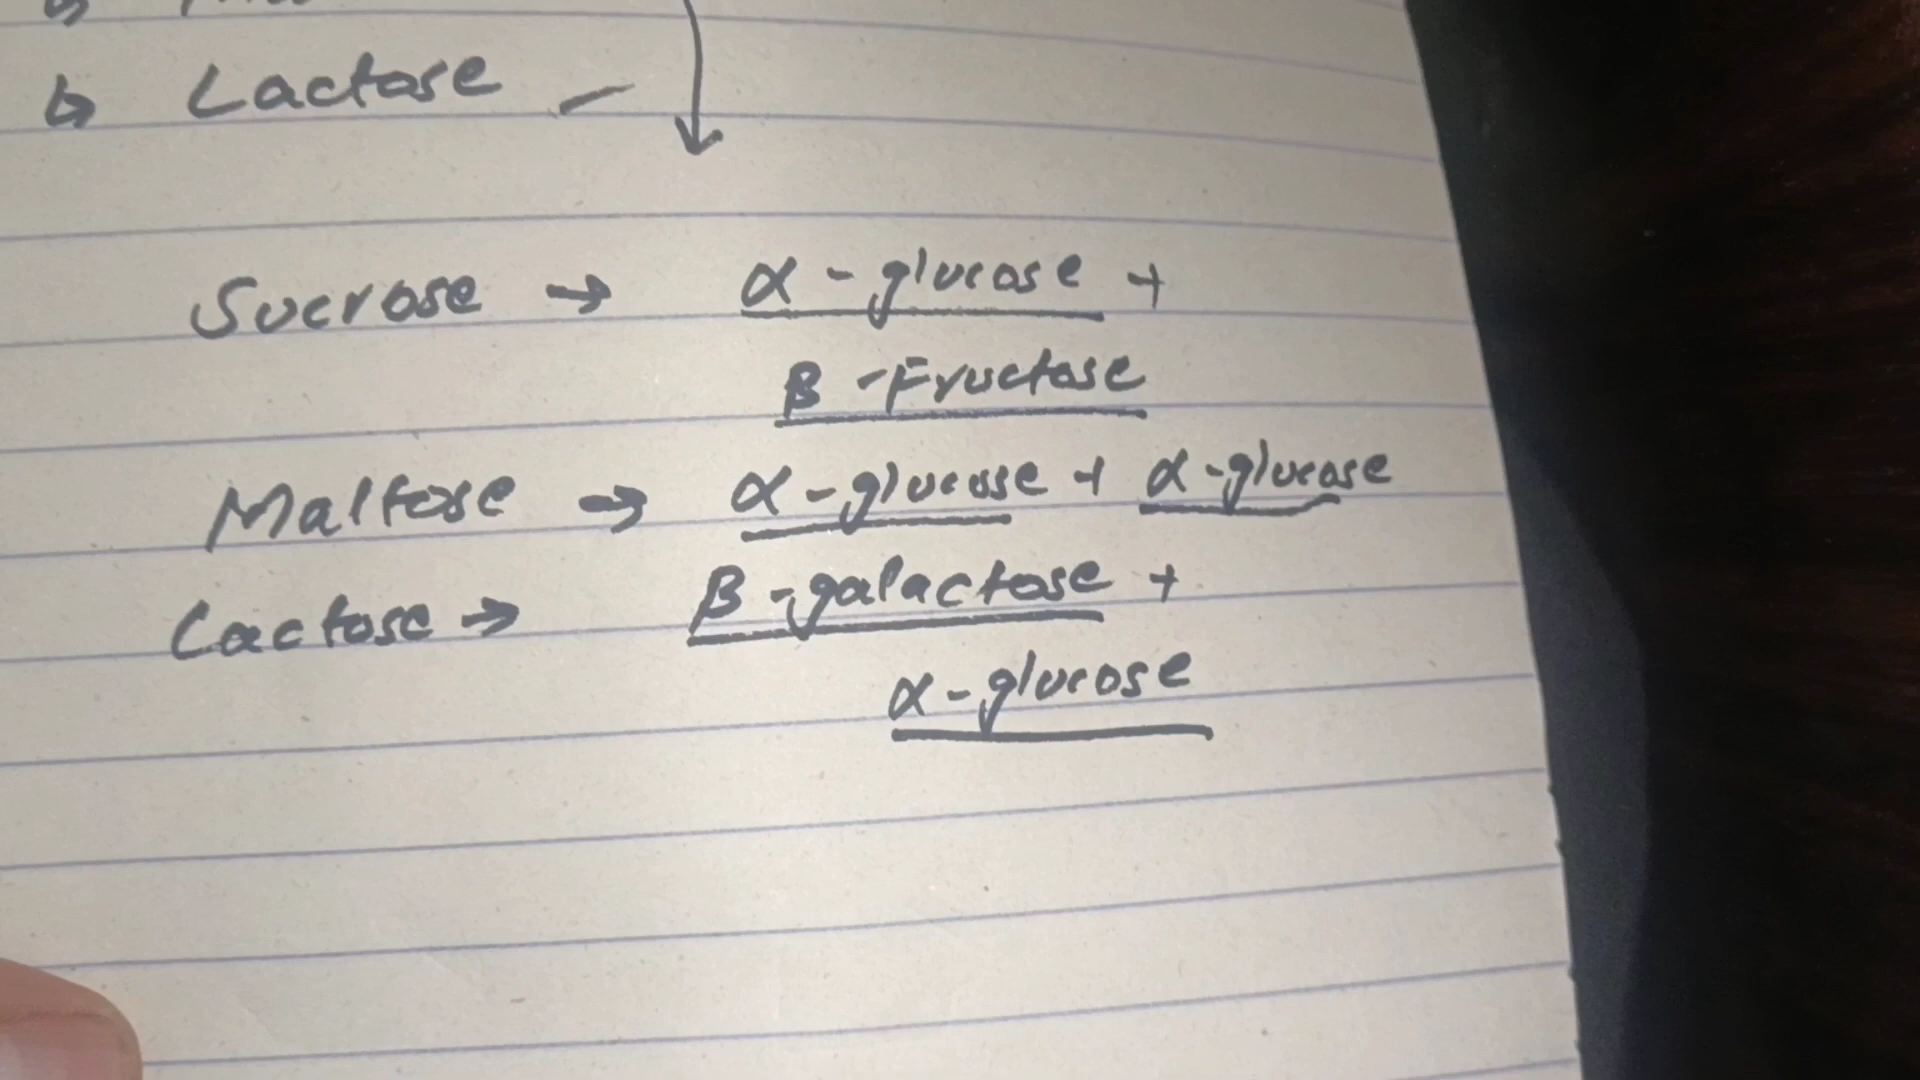 ↳ Lactose –
Sucrose → α - glucose +
β - Fructose
Maltose → α - glucose + α - glucose
Lactose → β - galactose +
α - glucose